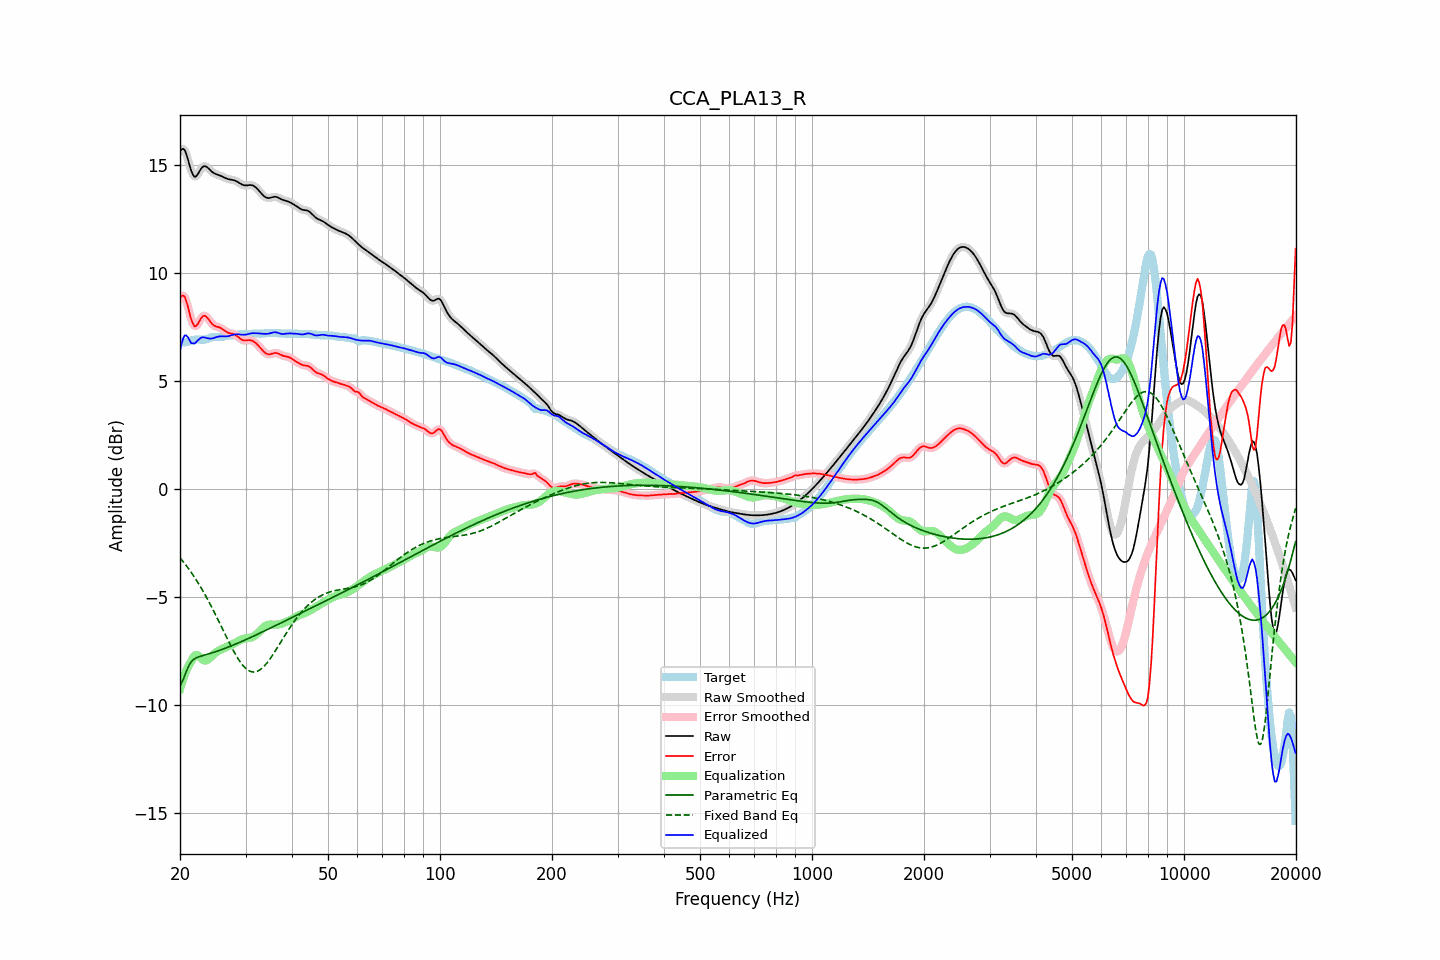 CCA_PLA13_R
Amplitude (dBr)
15
10
5
0
−5
−10
−15
Target
Raw Smoothed
Error Smoothed
Raw
Error
Equalization
Parametric Eq
Fixed Band Eq
Equalized
20
50
100
200
500
1000
2000
5000
10000
20000
Frequency (Hz)